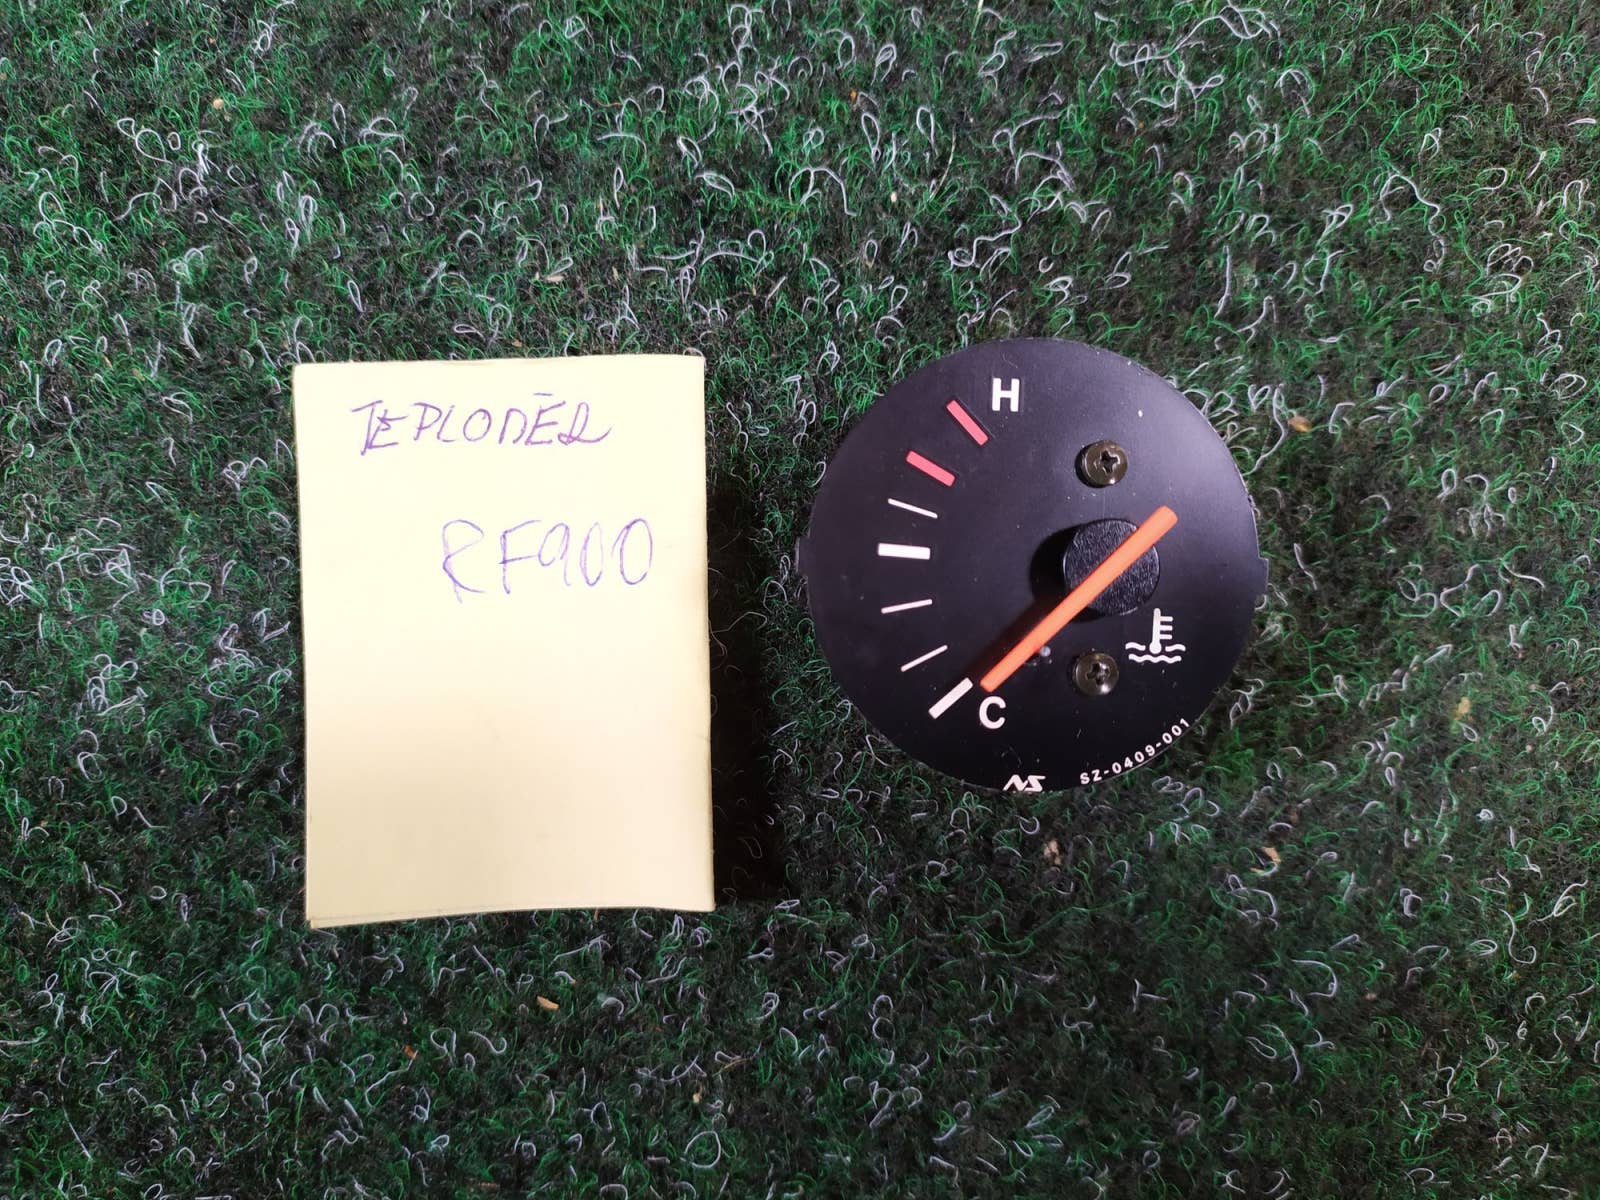 TEPLOMĚR
RF900
H
C
NS
SZ-0409-001